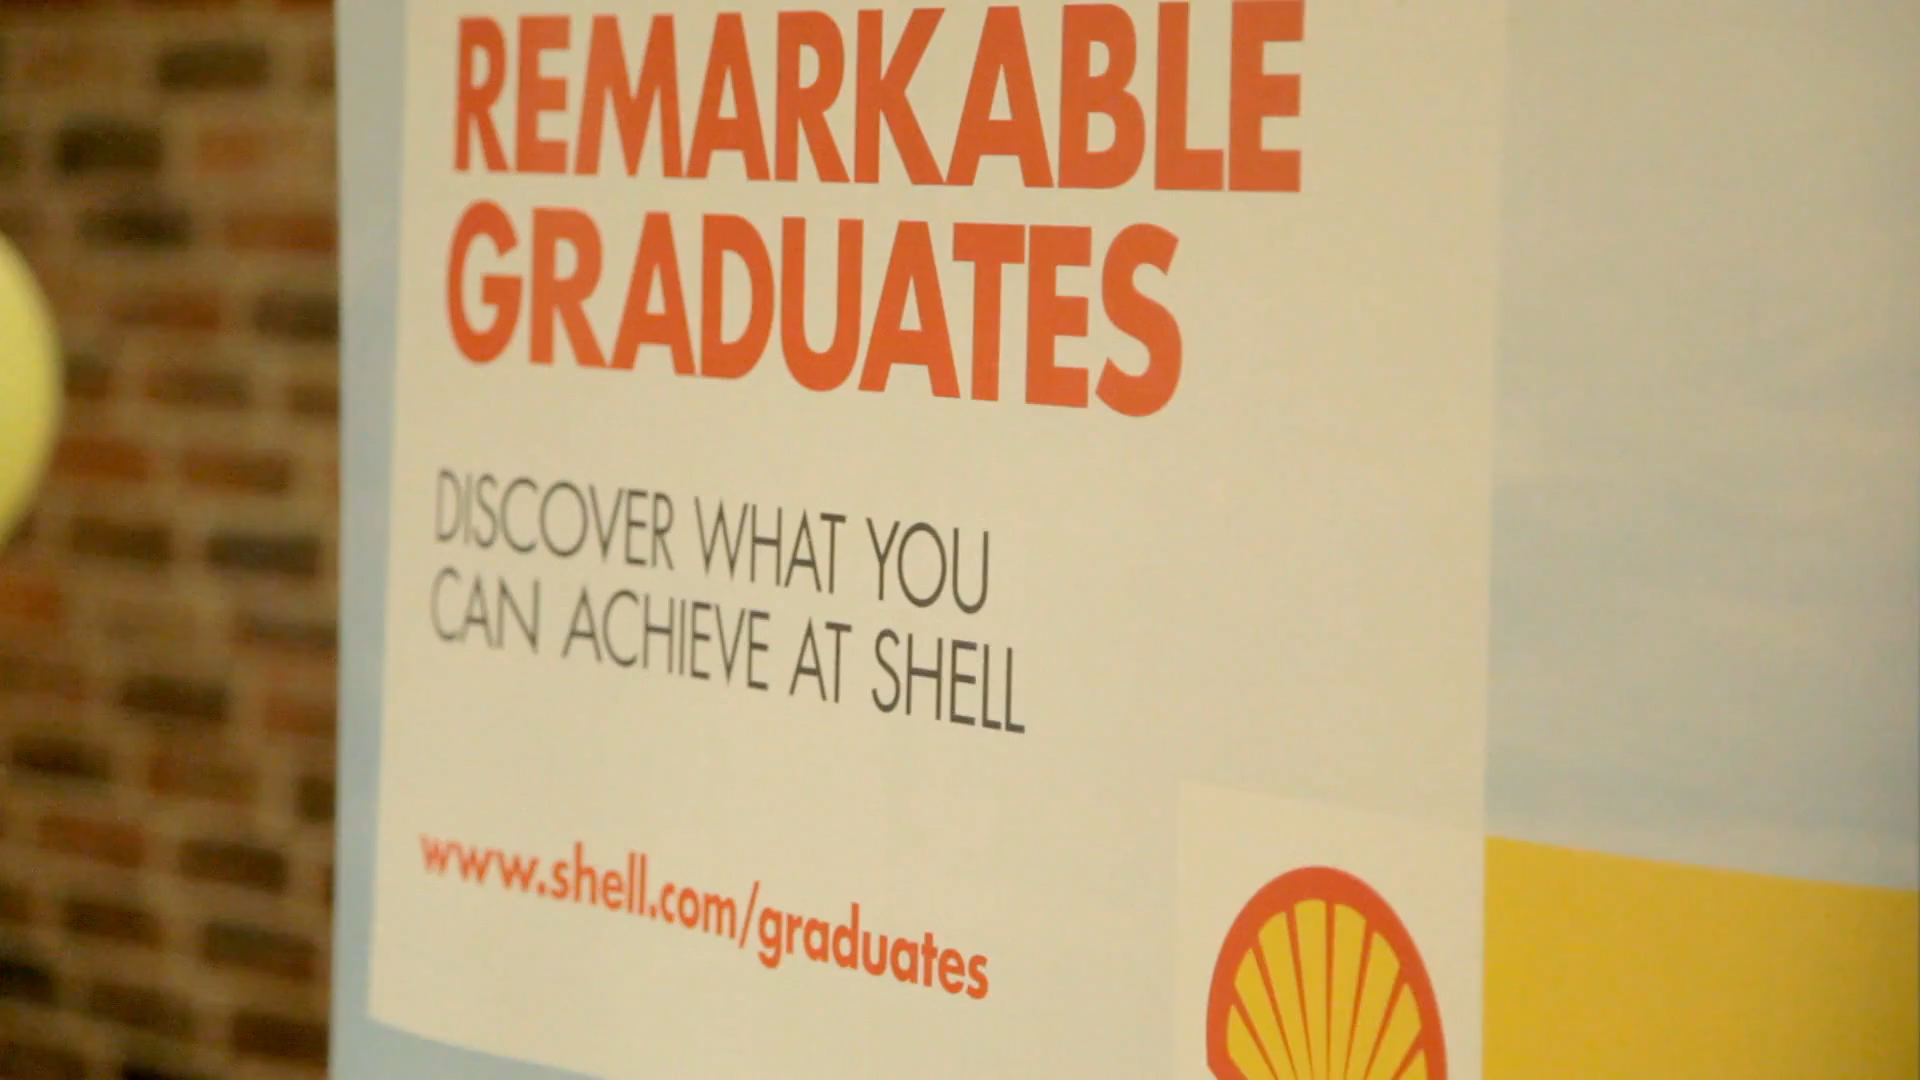 REMARKABLE
GRADUATES
DISCOVER WHAT YOU
CAN ACHIEVE AT SHELL
www.shell.com/graduates